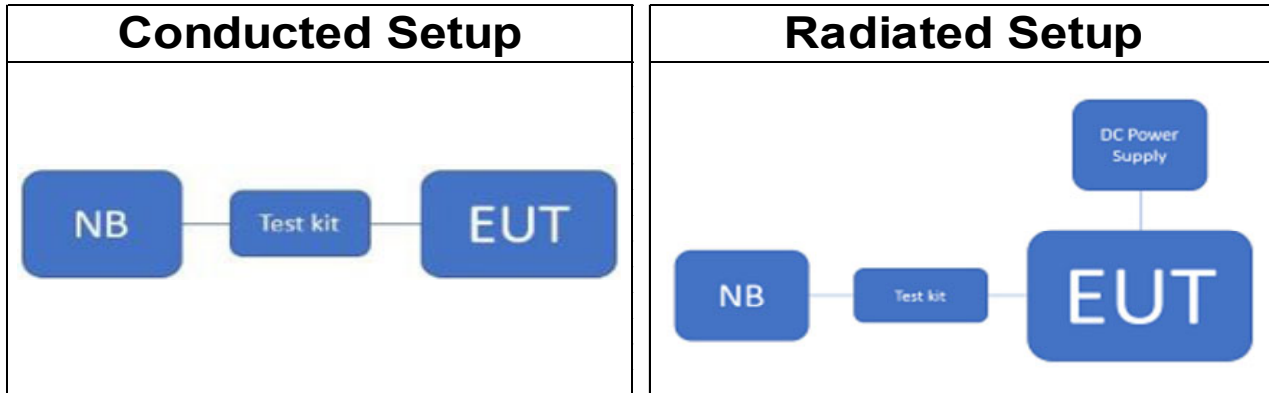 Conducted Setup
NB
Test kit
EUT
Radiated Setup
DC Power
Supply
NB
Test kit
EUT